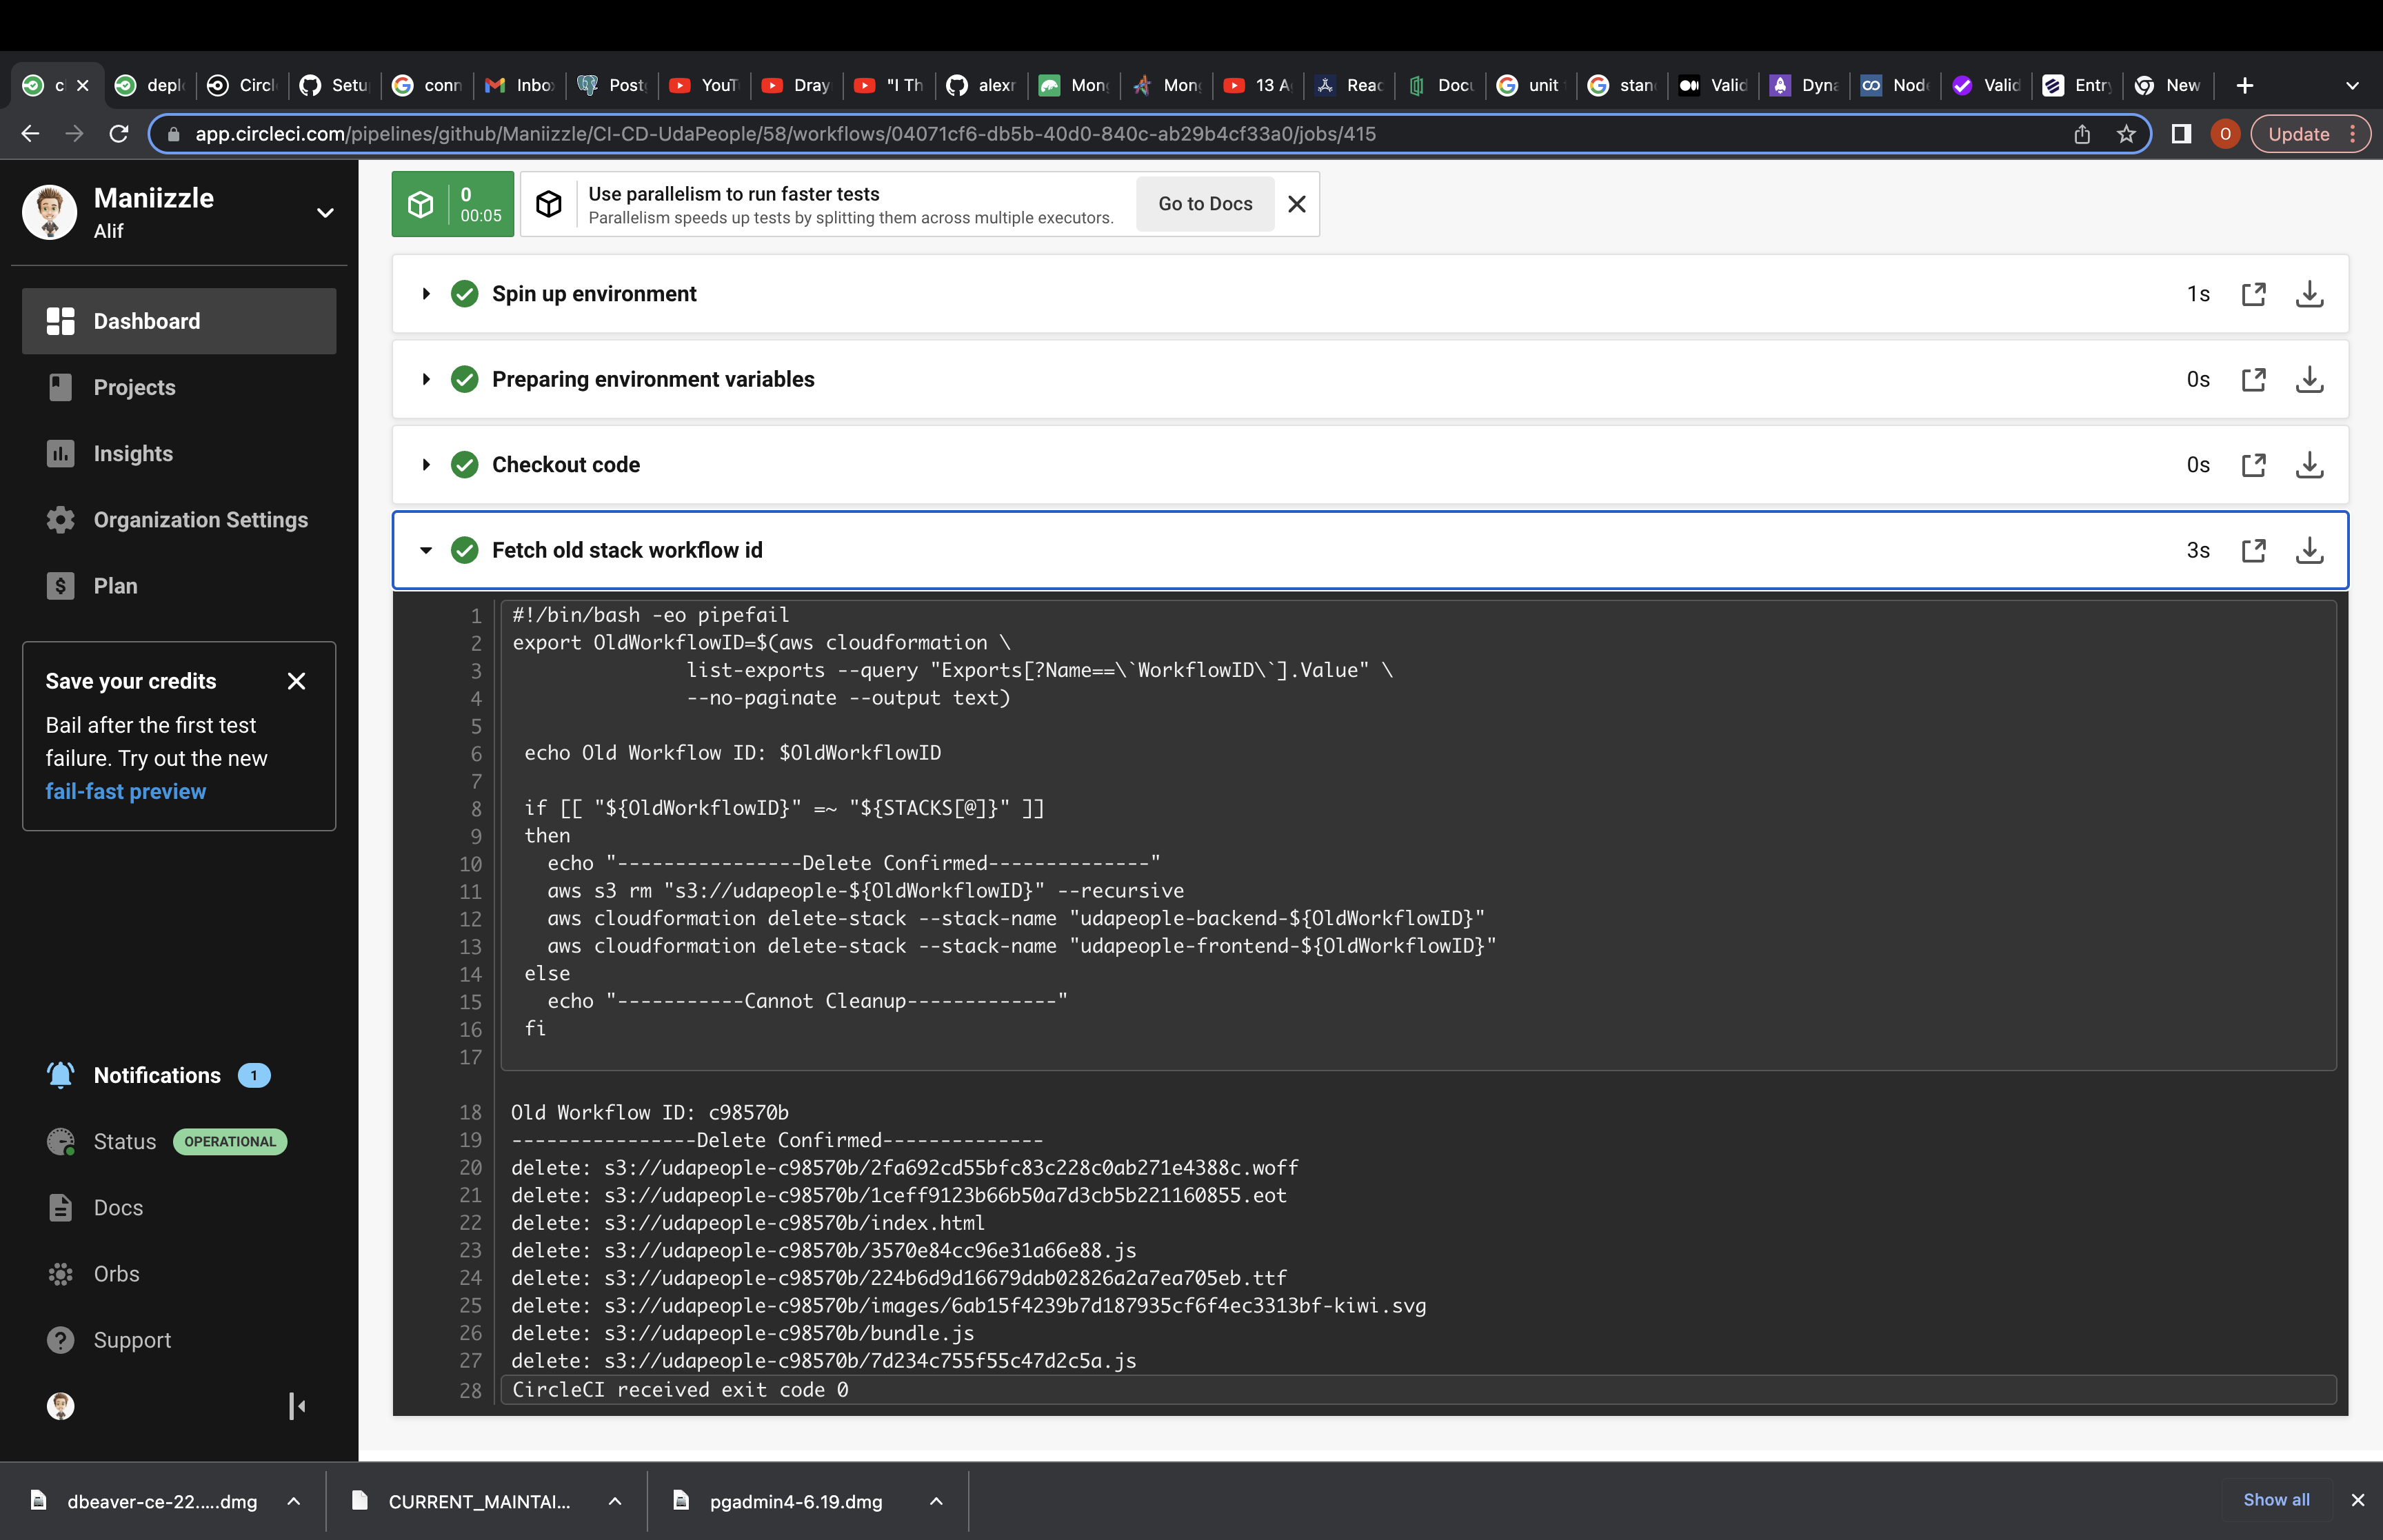 c
depl
Circl
Setu
conn
Inbo
Post
YouT
Dray
"I Th
alexr
Mong
Mong
13 A
Reac
Docu
unit
stan
Valid
Dyna
Node
Valid
Entry
New
app.circleci.com/pipelines/github/Maniizzle/CI-CD-UdaPeople/58/workflows/04071cf6-db5b-40d0-840c-ab29b4cf33a0/jobs/415
O
Update
Maniizzle
Alif
Dashboard
Projects
Insights
Organization Settings
Plan
Save your credits
Bail after the first test
failure. Try out the new
fail-fast preview
Notifications 1
Status OPERATIONAL
Docs
Orbs
Support
0
00:05
Use parallelism to run faster tests
Parallelism speeds up tests by splitting them across multiple executors.
Go to Docs
Spin up environment 1s
Preparing environment variables 0s
Checkout code 0s
Fetch old stack workflow id 3s
1 #!/bin/bash -eo pipefail
2 export OldWorkflowID=$(aws cloudformation \
3 list-exports --query "Exports[?Name==\`WorkflowID\`].Value" \
4 --no-paginate --output text)
5
6 echo Old Workflow ID: $OldWorkflowID
7
8 if [[ "${OldWorkflowID}" =~ "${STACKS[@]}" ]]
9 then
10 echo "----------------Delete Confirmed--------------"
11 aws s3 rm "s3://udapeople-${OldWorkflowID}" --recursive
12 aws cloudformation delete-stack --stack-name "udapeople-backend-${OldWorkflowID}"
13 aws cloudformation delete-stack --stack-name "udapeople-frontend-${OldWorkflowID}"
14 else
15 echo "-----------Cannot Cleanup-------------"
16 fi
17
18 Old Workflow ID: c98570b
19 ----------------Delete Confirmed--------------
20 delete: s3://udapeople-c98570b/2fa692cd55bfc83c228c0ab271e4388c.woff
21 delete: s3://udapeople-c98570b/1ceff9123b66b50a7d3cb5b221160855.eot
22 delete: s3://udapeople-c98570b/index.html
23 delete: s3://udapeople-c98570b/3570e84cc96e31a66e88.js
24 delete: s3://udapeople-c98570b/224b6d9d16679dab02826a2a7ea705eb.ttf
25 delete: s3://udapeople-c98570b/images/6ab15f4239b7d187935cf6f4ec3313bf-kiwi.svg
26 delete: s3://udapeople-c98570b/bundle.js
27 delete: s3://udapeople-c98570b/7d234c755f55c47d2c5a.js
28 CircleCI received exit code 0
dbeaver-ce-22.....dmg
CURRENT_MAINTAI...
pgadmin4-6.19.dmg
Show all